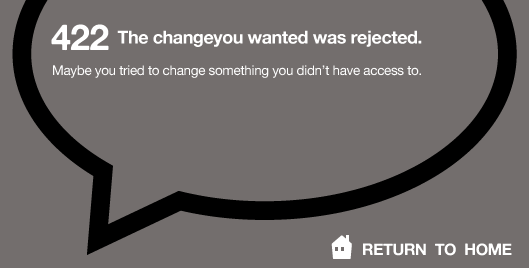 422 The changeyou wanted was rejected.
Maybe you tried to change something you didn't have access to.
RETURN TO HOME